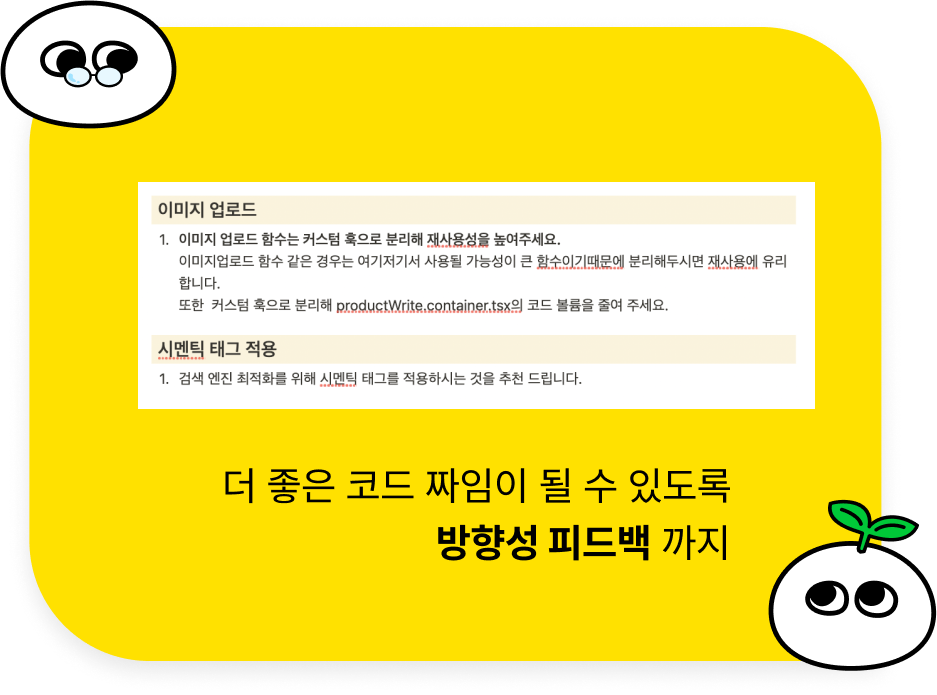 이미지 업로드
1. 이미지 업로드 함수는 커스텀 훅으로 분리해 재사용성을 높여주세요.
이미지업로드 함수 같은 경우는 여기저기서 사용될 가능성이 큰 함수이기때문에 분리해두시면 재사용에 유리
합니다.
또한 커스텀 훅으로 분리해 productWrite.container.tsx의 코드 볼륨을 줄여 주세요.
시멘틱 태그 적용
1. 검색 엔진 최적화를 위해 시멘틱 태그를 적용하시는 것을 추천 드립니다.
더 좋은 코드 짜임이 될 수 있도록
방향성 피드백 까지